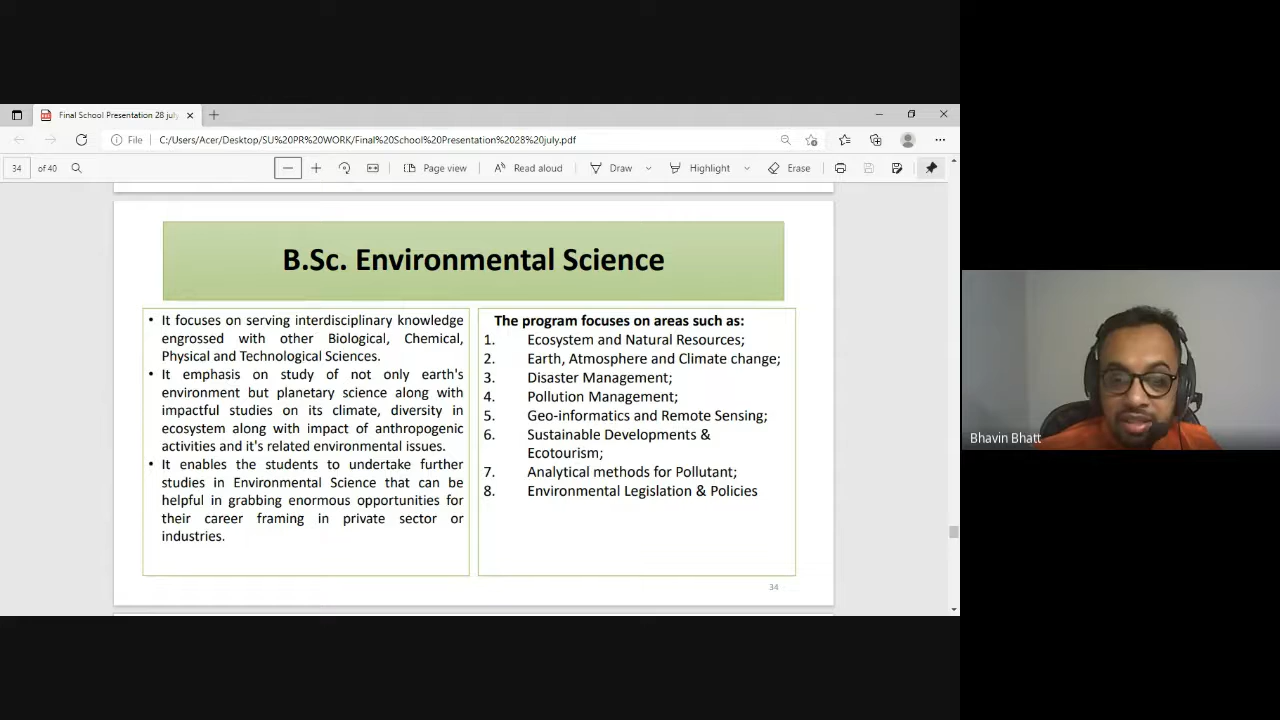 Final School Presentation 28 july
File
C:/Users/Acer/Desktop/SU%20PR%20WORK/Final%20School%20Presentation%2028%20july.pdf
34
of 40
Page view
Read aloud
Draw
Highlight
Erase
B.Sc. Environmental Science
• It focuses on serving interdisciplinary knowledge
engrossed with other Biological, Chemical,
Physical and Technological Sciences.
• It emphasis on study of not only earth's
environment but planetary science along with
impactful studies on its climate, diversity in
ecosystem along with impact of anthropogenic
activities and it's related environmental issues.
• It enables the students to undertake further
studies in Environmental Science that can be
helpful in grabbing enormous opportunities for
their career framing in private sector or
industries.
The program focuses on areas such as:
1. Ecosystem and Natural Resources;
2. Earth, Atmosphere and Climate change;
3. Disaster Management;
4. Pollution Management;
5. Geo-informatics and Remote Sensing;
6. Sustainable Developments &
Ecotourism;
7. Analytical methods for Pollutant;
8. Environmental Legislation & Policies
34
Bhavin Bhatt